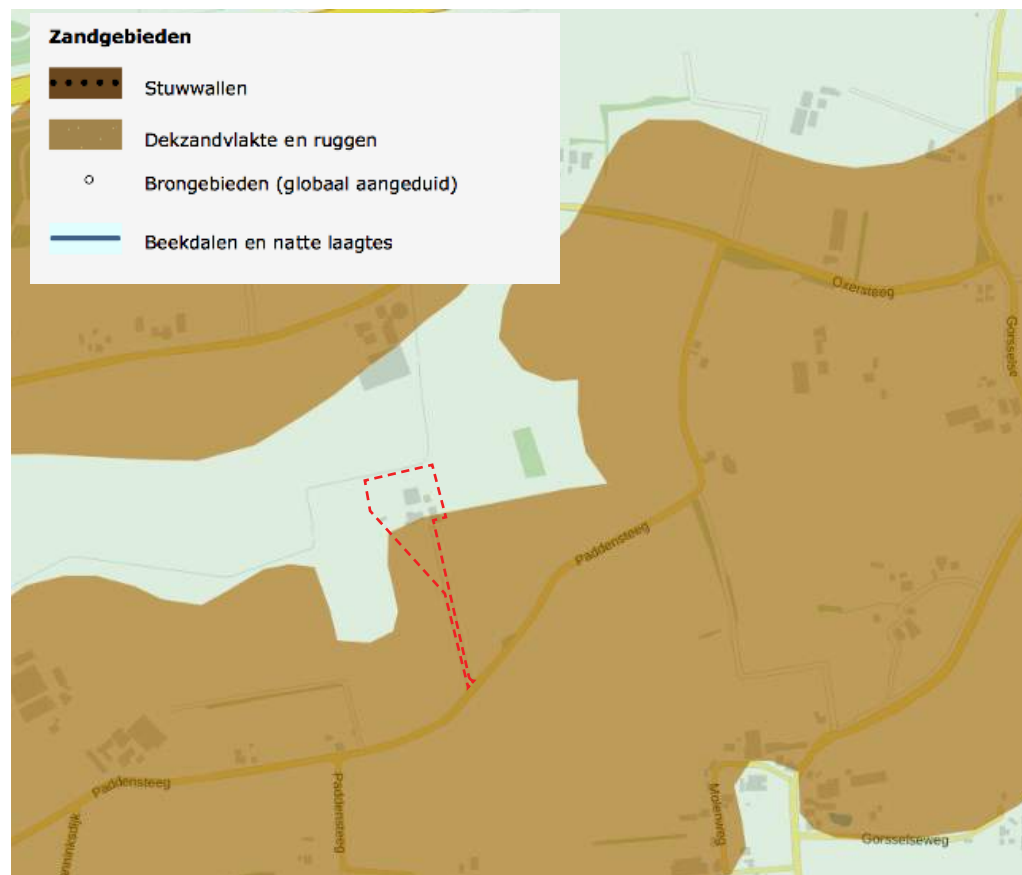 Zandgebieden
Stuwwallen
Dekzandvlakte en ruggen
Brongebieden (globaal aangeduid)
Beekdalen en natte laagtes
Oxersteeg
Gorsselse
Paddensteeg
Paddensteeg
Paddensteeg
Molenweg
Gorsselseweg
nninksdijk